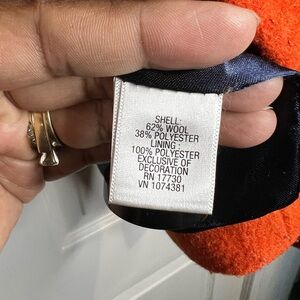 SHELL:
62% WOOL
38% POLYESTER
LINING:
100% POLYESTER
EXCLUSIVE OF
DECORATION
RN 17730
VN 1074381